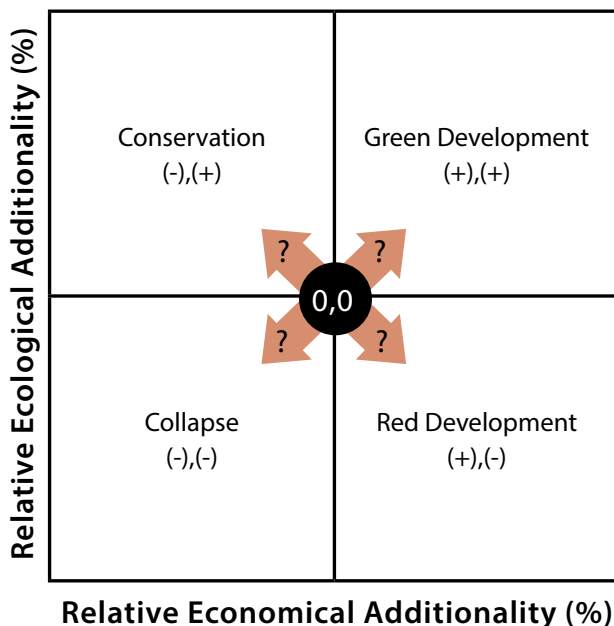 Relative Ecological Additionality (%)
Conservation
(-),(+)
Green Development
(+),(+)
?
?
0,0
?
?
Collapse
(-),(-)
Red Development
(+),(-)
Relative Economical Additionality (%)